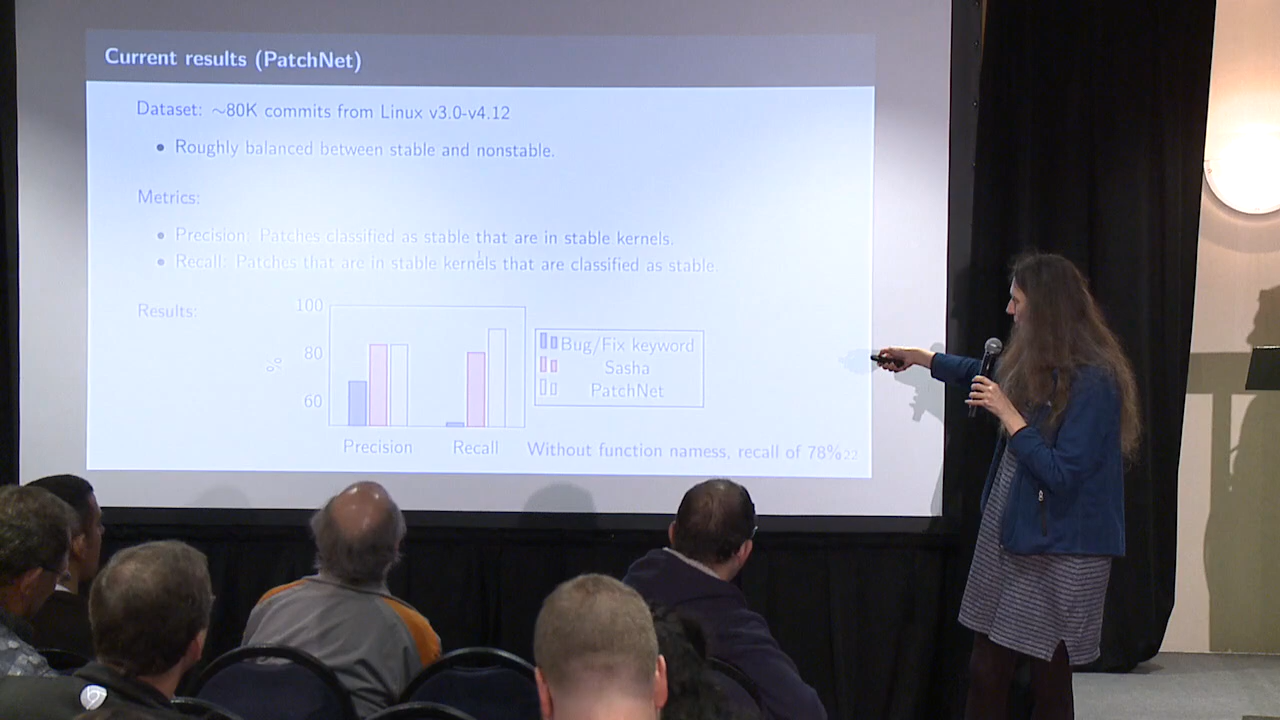 Current results (PatchNet)
Dataset: ~80K commits from Linux v3.0-v4.12
• Roughly balanced between stable and nonstable.
Metrics:
• Precision: Patches classified as stable that are in stable kernels.
• Recall: Patches that are in stable kernels that are classified as stable.
Results:
100
80
60
%
Bug/Fix keyword
Sasha
PatchNet
Precision Recall
Without function namess, recall of 78%
22